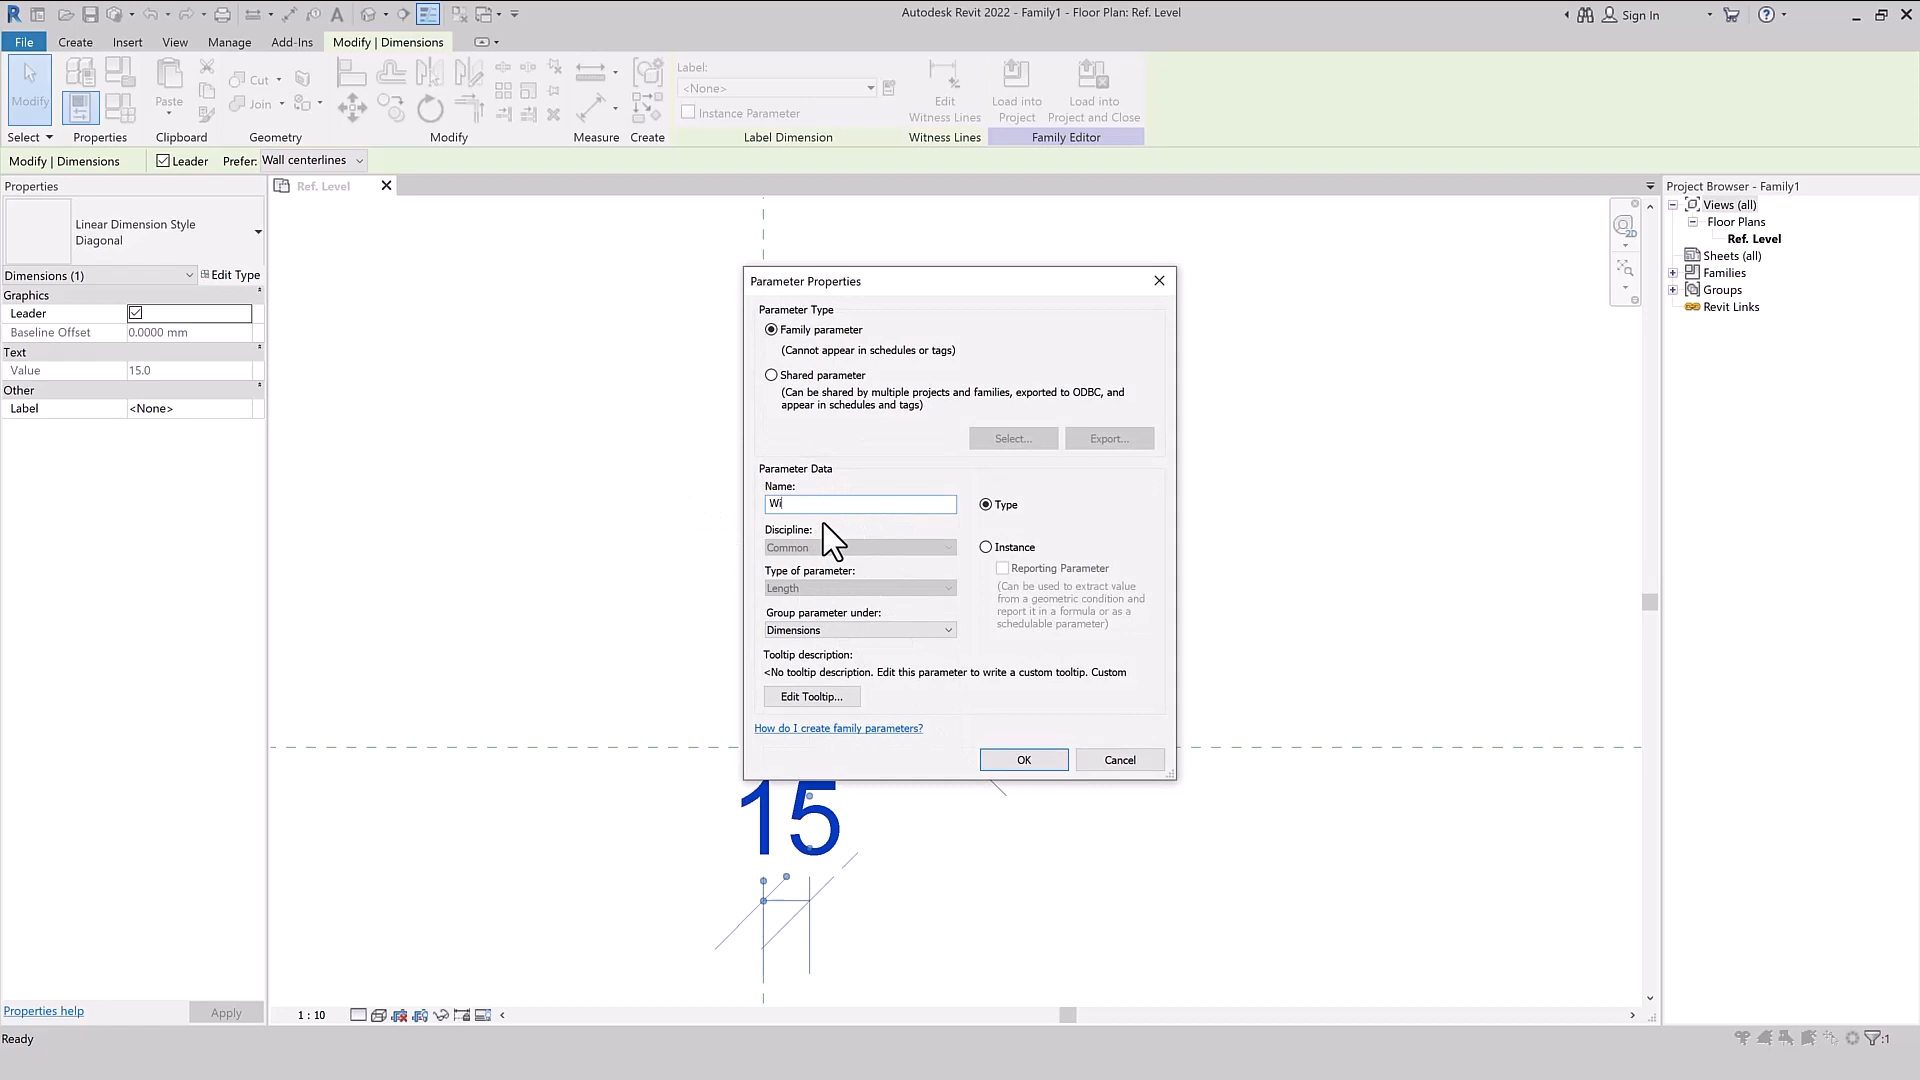 Autodesk Revit 2022 - Family1 - Floor Plan: Ref. Level
Sign In
File Create Insert View Manage Add-Ins Modify | Dimensions
Modify
Select
Properties
Paste
Clipboard
Cut
Join
Geometry
Modify
Measure
Create
Label:
<None>
Instance Parameter
Label Dimension
Edit
Witness Lines
Witness Lines
Load into
Project
Load into
Project and Close
Family Editor
Modify | Dimensions
Leader
Prefer: Wall centerlines
Properties
Linear Dimension Style
Diagonal
Dimensions (1)
Edit Type
Graphics
Leader
Baseline Offset 0.0000 mm
Text
Value 15.0
Other
Label <None>
Properties help
Apply
Ready
Ref. Level
Parameter Properties
Parameter Type
Family parameter
(Cannot appear in schedules or tags)
Shared parameter
(Can be shared by multiple projects and families, exported to ODBC, and
appear in schedules and tags)
Select...
Export...
Parameter Data
Name:
Wi
Discipline:
Common
Type of parameter:
Length
Group parameter under:
Dimensions
Type
Instance
Reporting Parameter
(Can be used to extract value
from a geometric condition and
report it in a formula or as a
schedulable parameter)
Tooltip description:
<No tooltip description. Edit this parameter to write a custom tooltip. Custom
Edit Tooltip...
How do I create family parameters?
OK
Cancel
15
1 : 10
2D
Project Browser - Family1
Views (all)
Floor Plans
Ref. Level
Sheets (all)
Families
Groups
Revit Links
:1